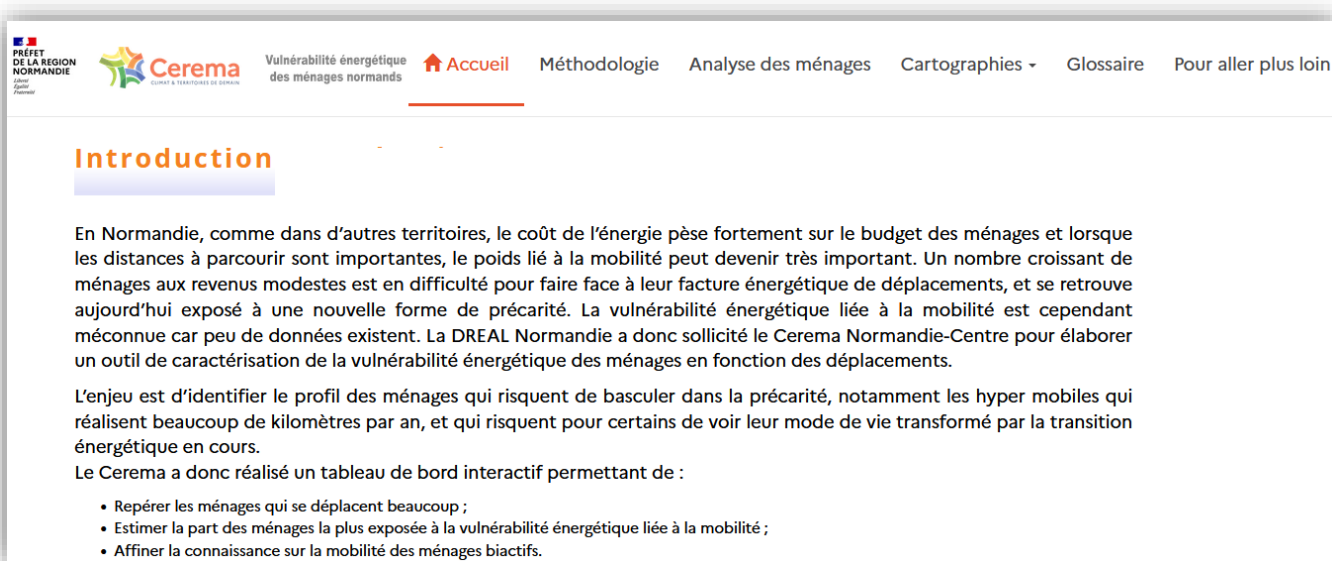 PRÉFET
DE LA REGION
NORMANDIE
Liberté
Égalité
Fraternité
Cerema
CLIMAT & TERRITOIRES DE DEMAIN
Vulnérabilité énergétique
des ménages normands
Accueil
Méthodologie
Analyse des ménages
Cartographies
Glossaire
Pour aller plus loin
Introduction
En Normandie, comme dans d'autres territoires, le coût de l'énergie pèse fortement sur le budget des ménages et lorsque
les distances à parcourir sont importantes, le poids lié à la mobilité peut devenir très important. Un nombre croissant de
ménages aux revenus modestes est en difficulté pour faire face à leur facture énergétique de déplacements, et se retrouve
aujourd'hui exposé à une nouvelle forme de précarité. La vulnérabilité énergétique liée à la mobilité est cependant
méconnue car peu de données existent. La DREAL Normandie a donc sollicité le Cerema Normandie-Centre pour élaborer
un outil de caractérisation de la vulnérabilité énergétique des ménages en fonction des déplacements.
L'enjeu est d'identifier le profil des ménages qui risquent de basculer dans la précarité, notamment les hyper mobiles qui
réalisent beaucoup de kilomètres par an, et qui risquent pour certains de voir leur mode de vie transformé par la transition
énergétique en cours.
Le Cerema a donc réalisé un tableau de bord interactif permettant de :
• Repérer les ménages qui se déplacent beaucoup ;
• Estimer la part des ménages la plus exposée à la vulnérabilité énergétique liée à la mobilité ;
• Affiner la connaissance sur la mobilité des ménages biactifs.